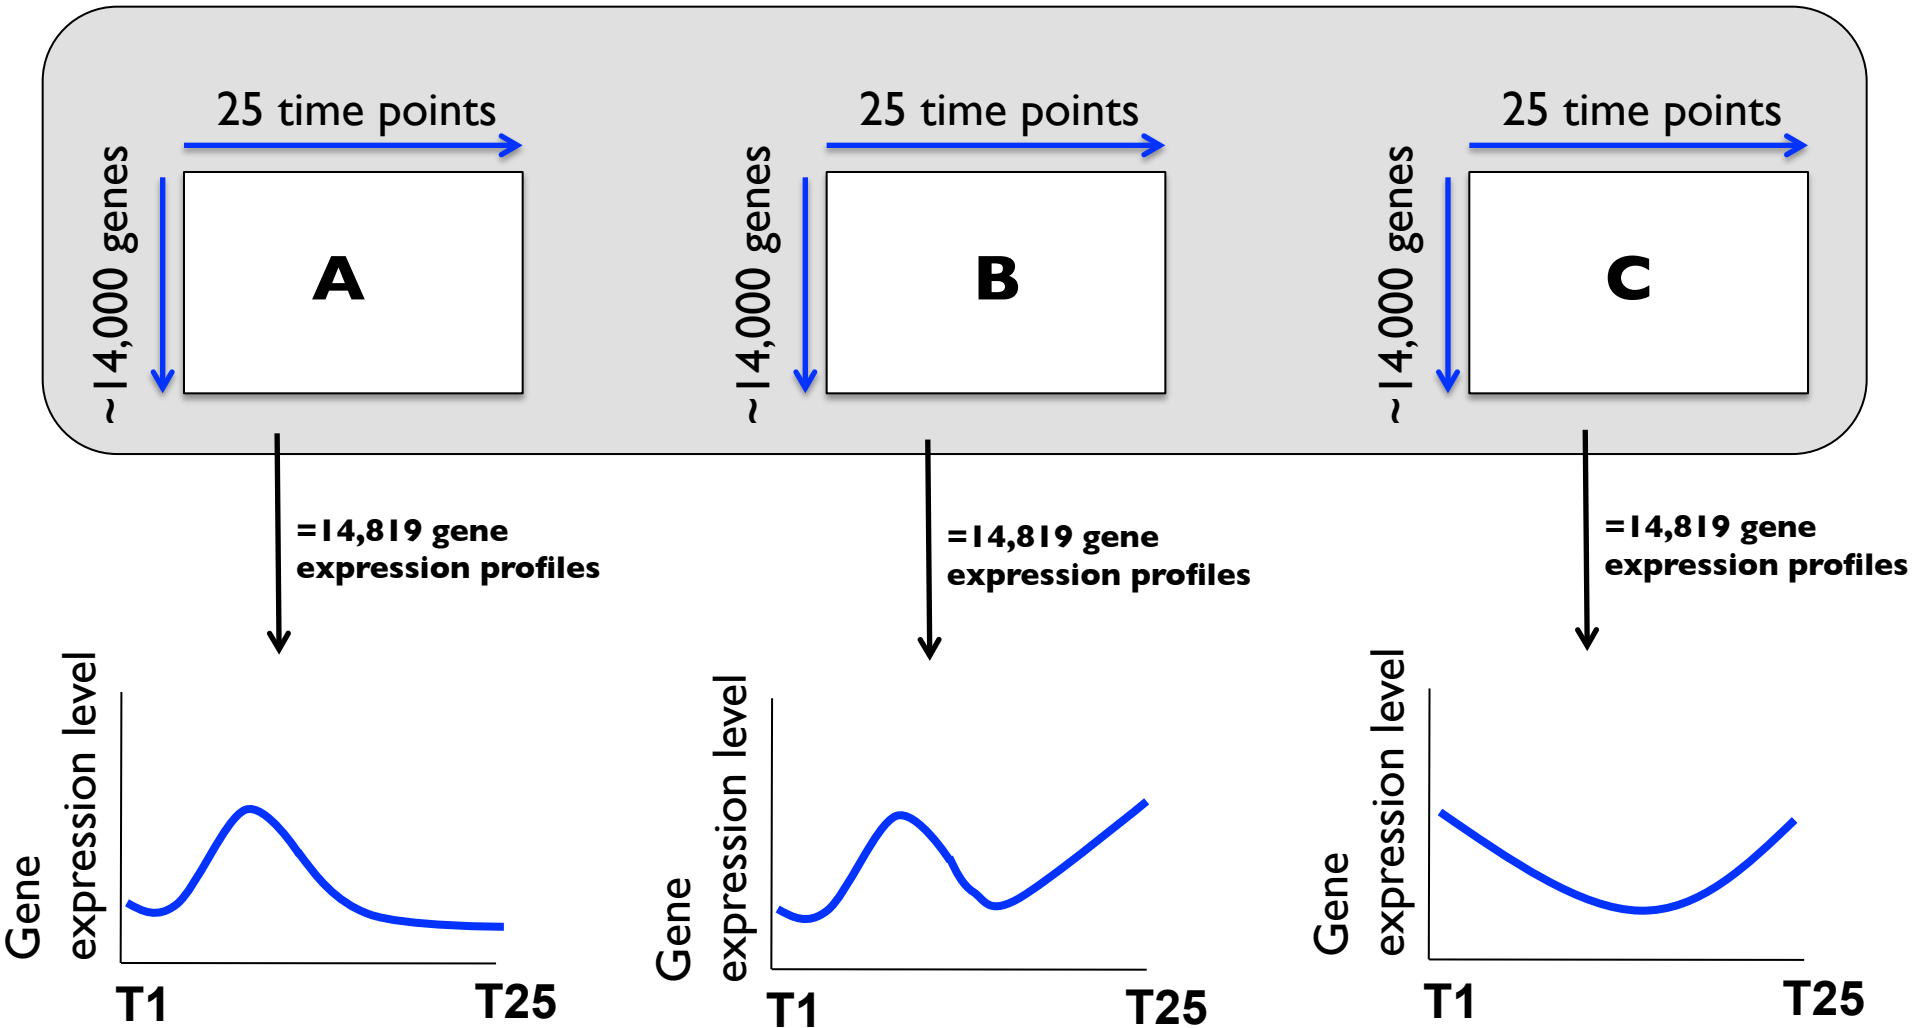 25 time points
25 time points
25 time points
~14,000 genes
~14,000 genes
~14,000 genes
A
B
C
=14,819 gene
expression profiles
=14,819 gene
expression profiles
=14,819 gene
expression profiles
Gene
expression level
T1
T25
Gene
expression level
T1
T25
Gene
expression level
T1
T25